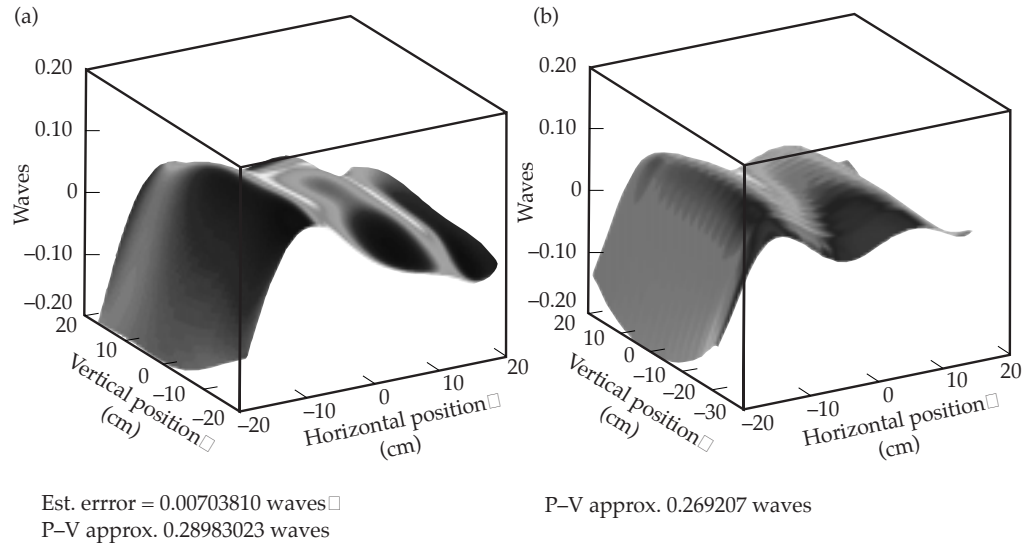 (a)
0.20
0.10
0
–0.10
–0.20
Waves
20
10
0
–10
–20
Vertical position□
(cm)
–20
–10
0
10
20
Horizontal position□
(cm)
Est. errror = 0.00703810 waves□
P–V approx. 0.28983023 waves
(b)
0.20
0.10
0
–0.10
–0.20
Waves
20
10
0
–10
–20
–30
Vertical position□
(cm)
–20
–10
0
10
20
Horizontal position□
(cm)
P–V approx. 0.269207 waves